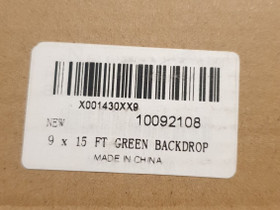 X001430XX9
NEW 10092108
9 x 15 FT GREEN BACKDROP
MADE IN CHINA